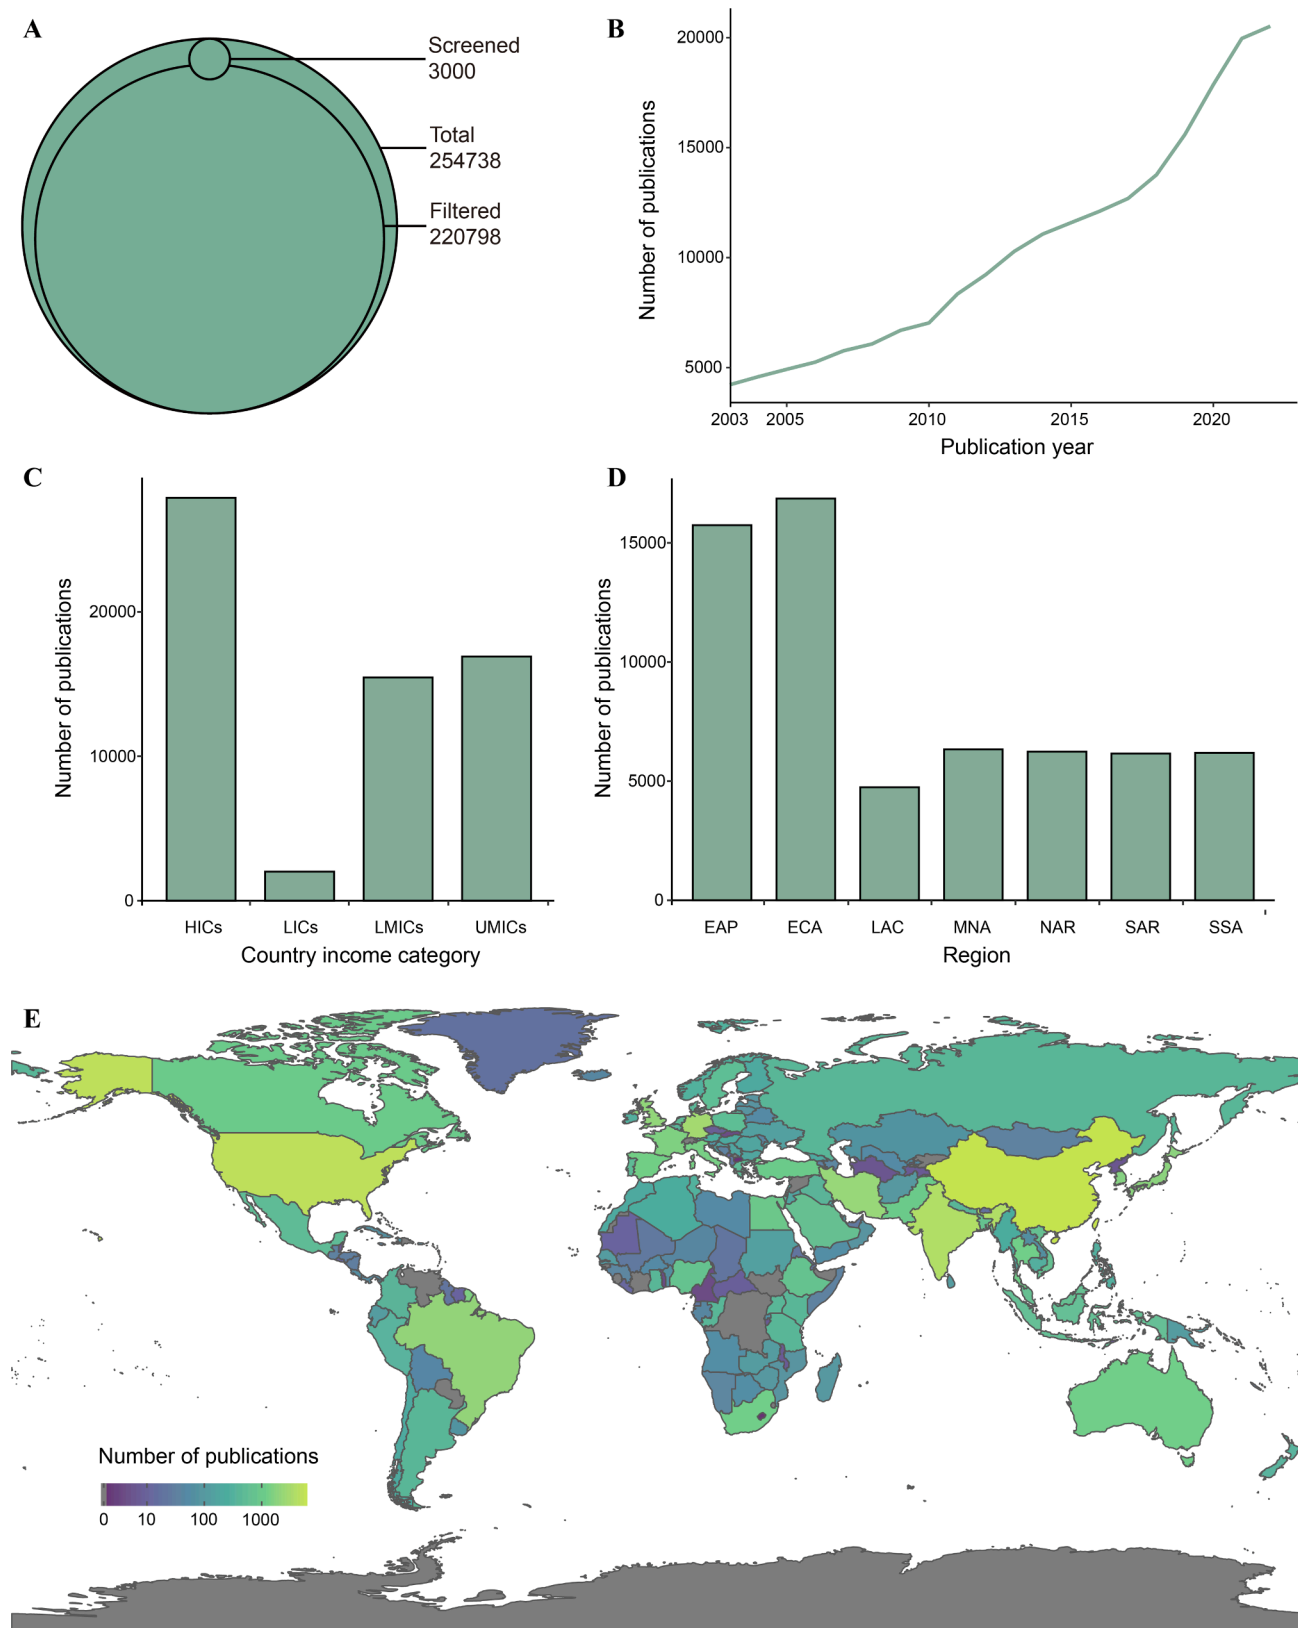 A
Screened
3000
Total
254738
Filtered
220798
B
Number of publications
20000
15000
10000
5000
2003 2005 2010 2015 2020
Publication year
C
Number of publications
20000
10000
0
HICs LICs LMICs UMICs
Country income category
D
Number of publications
15000
10000
5000
0
EAP ECA LAC MNA NAR SAR SSA
Region
E
Number of publications
0 10 100 1000